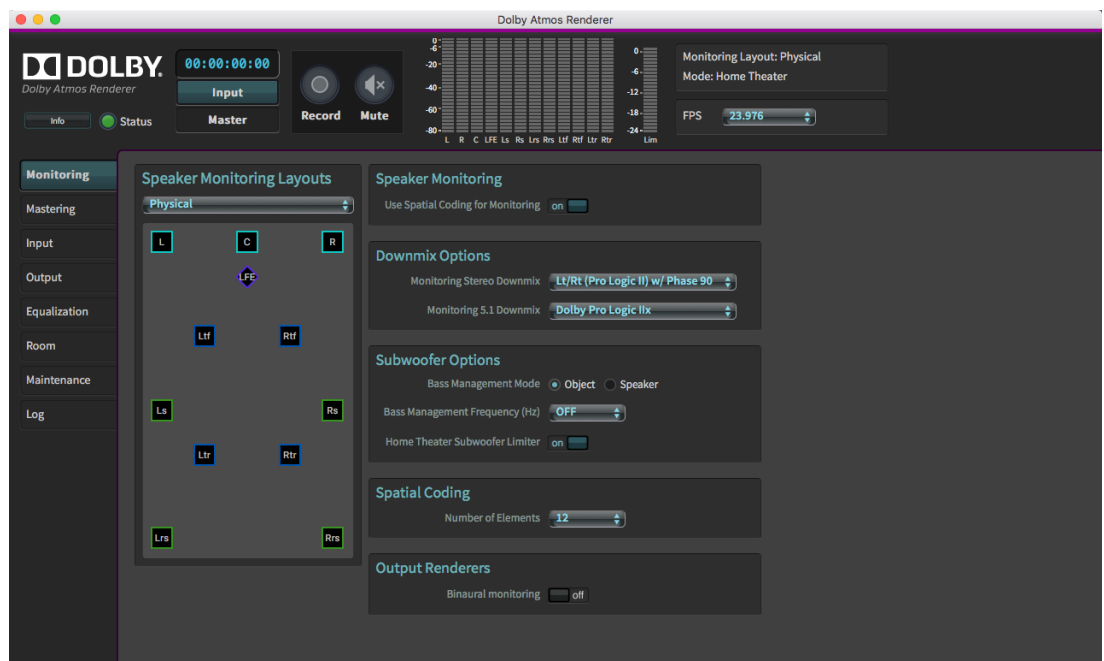 Dolby Atmos Renderer
DOLBY.
Dolby Atmos Renderer
Info
Status
00:00:00:00
Input
Master
Record
Mute
0-
-6-
-20-
-40-
-60-
-80-
L R C LFE Ls Rs Lrs Rrs Ltf Rtf Ltr Rtr
0-
-6-
-12-
-18-
-24-
Lim
Monitoring Layout: Physical
Mode: Home Theater
FPS 23.976
Monitoring
Mastering
Input
Output
Equalization
Room
Maintenance
Log
Speaker Monitoring Layouts
Physical
L C R
LFE
Ltf Rtf
Ls Rs
Ltr Rtr
Lrs Rrs
Speaker Monitoring
Use Spatial Coding for Monitoring on
Downmix Options
Monitoring Stereo Downmix Lt/Rt (Pro Logic II) w/ Phase 90
Monitoring 5.1 Downmix Dolby Pro Logic IIx
Subwoofer Options
Bass Management Mode Object Speaker
Bass Management Frequency (Hz) OFF
Home Theater Subwoofer Limiter on
Spatial Coding
Number of Elements 12
Output Renderers
Binaural monitoring off